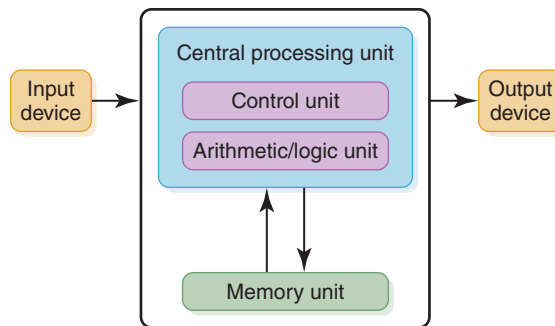 Central processing unit
Input
device
Control unit
Arithmetic/logic unit
Output
device
Memory unit